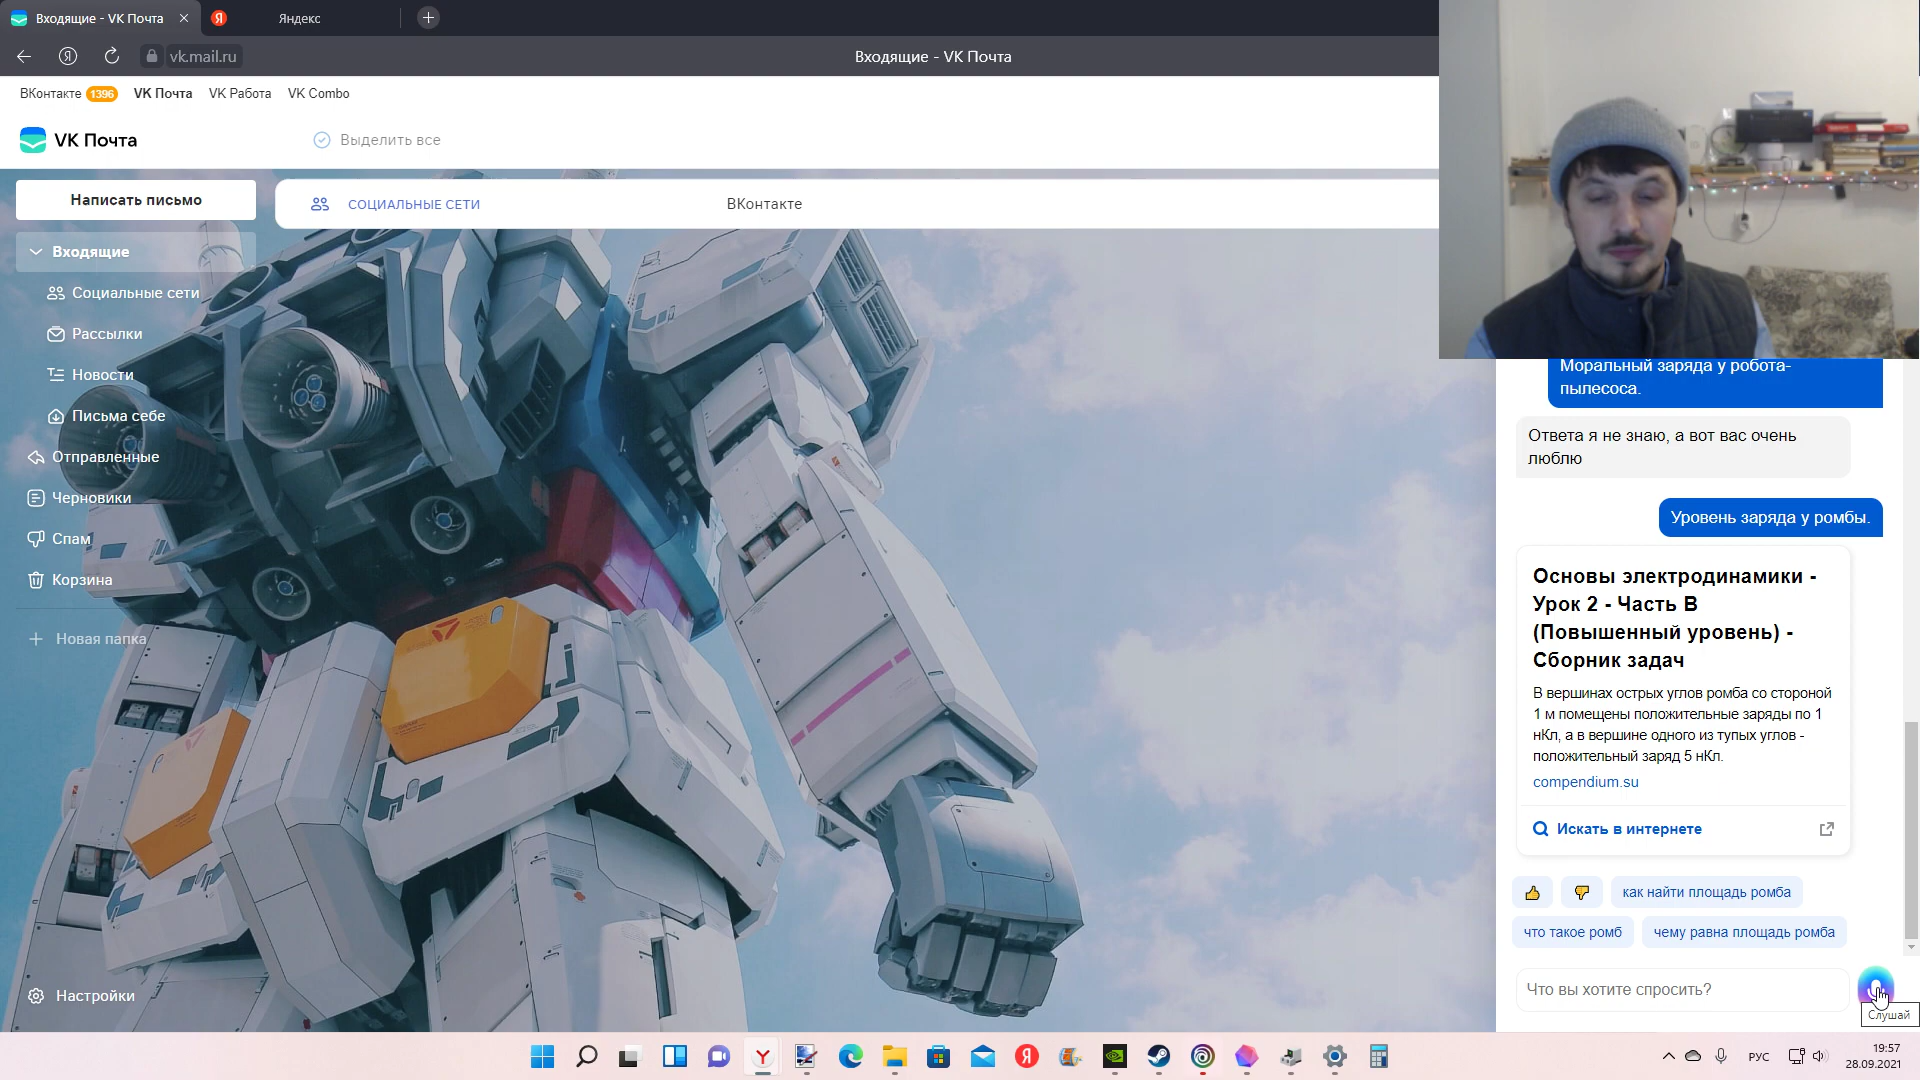 Входящие - VK Почта
Яндекс
vk.mail.ru
Входящие - VK Почта
ВКонтакте 1396 VK Почта VK Работа VK Combo
VK Почта
Выделить все
Написать письмо
СОЦИАЛЬНЫЕ СЕТИ
ВКонтакте
Входящие
Социальные сети
Рассылки
Новости
Письма себе
Отправленные
Черновики
Спам
Корзина
Новая папка
Настройки
Моральный заряда у робота-
пылесоса.
Ответа я не знаю, а вот вас очень
люблю
Уровень заряда у ромбы.
Основы электродинамики -
Урок 2 - Часть B
(Повышенный уровень) -
Сборник задач
В вершинах острых углов ромба со стороной
1 м помещены положительные заряды по 1
нКл, а в вершине одного из тупых углов -
положительный заряд 5 нКл.
compendium.su
Искать в интернете
как найти площадь ромба
что такое ромб
чему равна площадь ромба
Что вы хотите спросить?
Слушай
РУС
19:57
28.09.2021